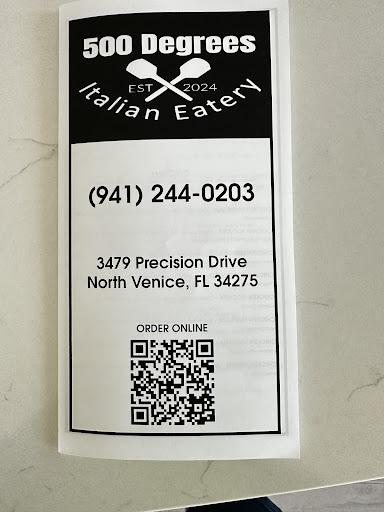 500 Degrees
EST 2024
Italian Eatery
(941) 244-0203
3479 Precision Drive
North Venice, FL 34275
ORDER ONLINE